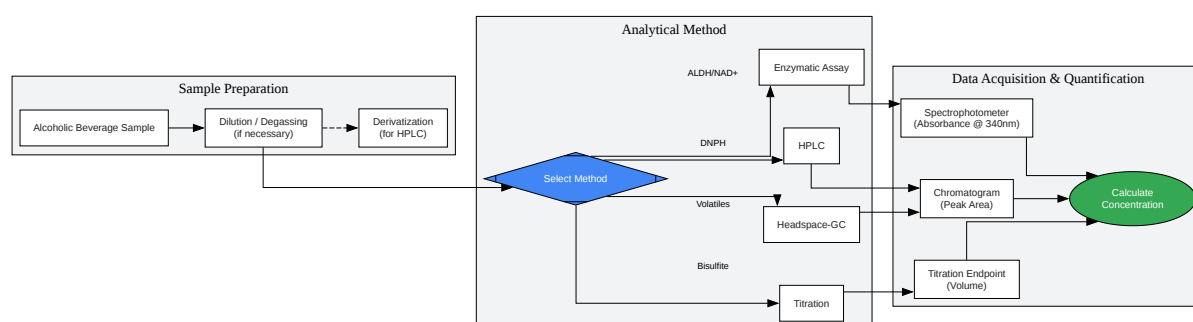 Sample Preparation
Alcoholic Beverage Sample
Dilution / Degassing
(if necessary)
Derivatization
(for HPLC)
Analytical Method
Select Method
ALDH/NAD+
DNPH
Volatiles
Bisulfite
Enzymatic Assay
HPLC
Headspace-GC
Titration
Data Acquisition & Quantification
Spectrophotometer
(Absorbance @ 340nm)
Chromatogram
(Peak Area)
Titration Endpoint
(Volume)
Calculate
Concentration